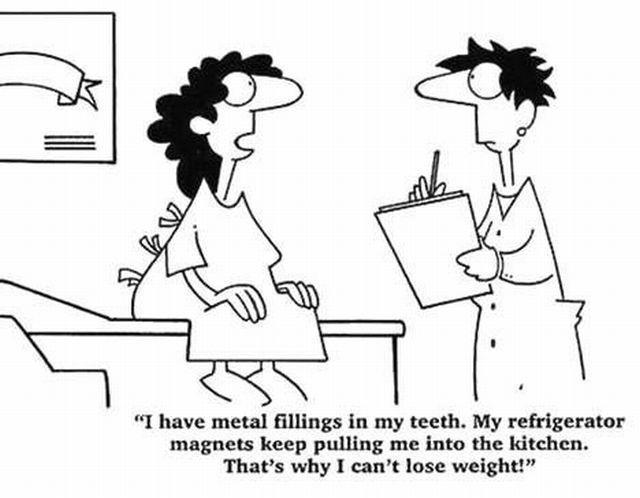 “I have metal fillings in my teeth. My refrigerator
magnets keep pulling me into the kitchen.
That’s why I can’t lose weight!”